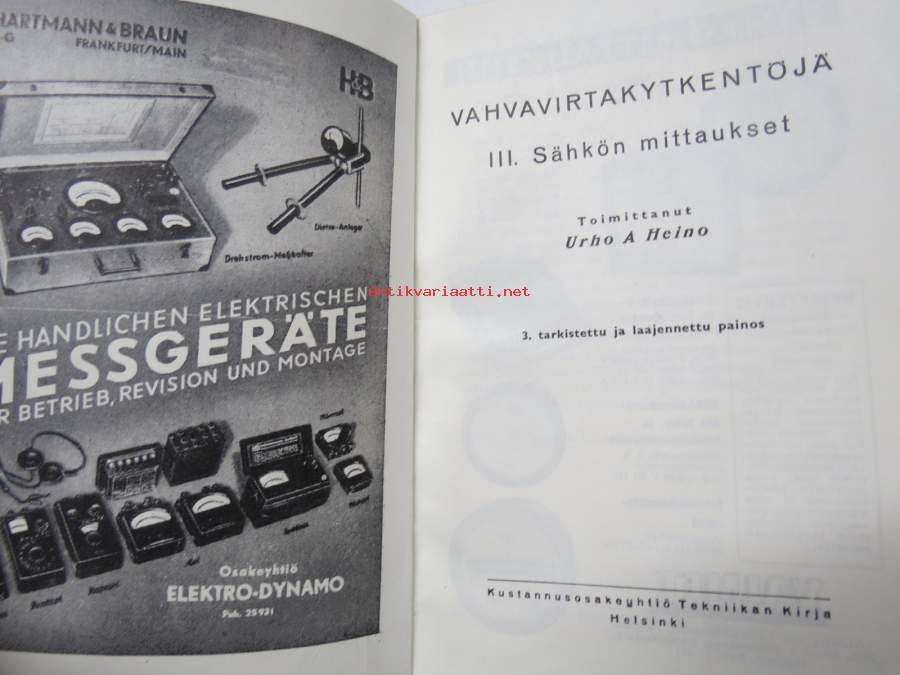 HARTMANN & BRAUN
-G
FRANKFURT/MAIN
H&B
Dietze-Anleger
Drehstrom-Meßkoffer
E HANDLICHEN ELEKTRISCHEN
MESSGERÄTE
R BETRIEB, REVISION UND MONTAGE
Osakeyhtiö
ELEKTRO-DYNAMO
Puh. 25921
VAHVAVIRTAKYTKENTÖJÄ
III. Sähkön mittaukset
Toimittanut
Urho A Heino
antikvariaatti.net
3. tarkistettu ja laajennettu painos
Kustannusosakeyhtiö Tekniikan Kirja
Helsinki